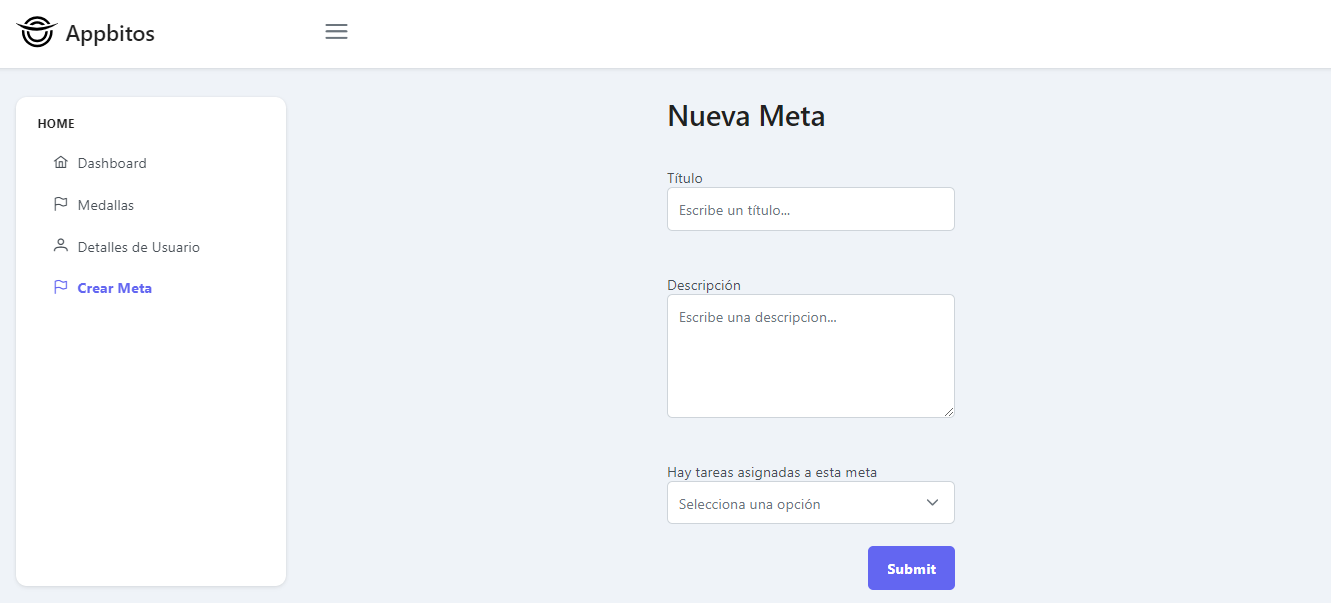 Appbitos
HOME
Dashboard
Medallas
Detalles de Usuario
Crear Meta
Nueva Meta
Título
Escribe un título...
Descripción
Escribe una descripcion...
Hay tareas asignadas a esta meta
Selecciona una opción
Submit